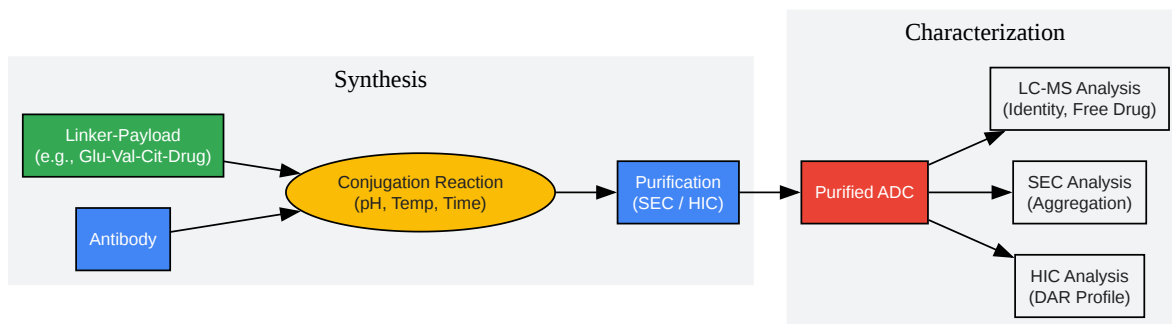 Synthesis
Linker-Payload
(e.g., Glu-Val-Cit-Drug)
Antibody
Conjugation Reaction
(pH, Temp, Time)
Purification
(SEC / HIC)
Characterization
Purified ADC
LC-MS Analysis
(Identity, Free Drug)
SEC Analysis
(Aggregation)
HIC Analysis
(DAR Profile)